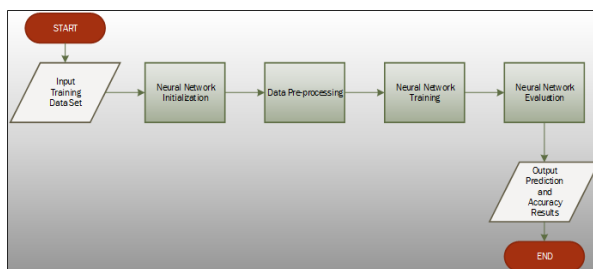 START
Input
Training
Data Set
Neural Network
Initialization
Data Pre-processing
Neural Network
Training
Neural Network
Evaluation
Output
Prediction
and
Accuracy
Results
END